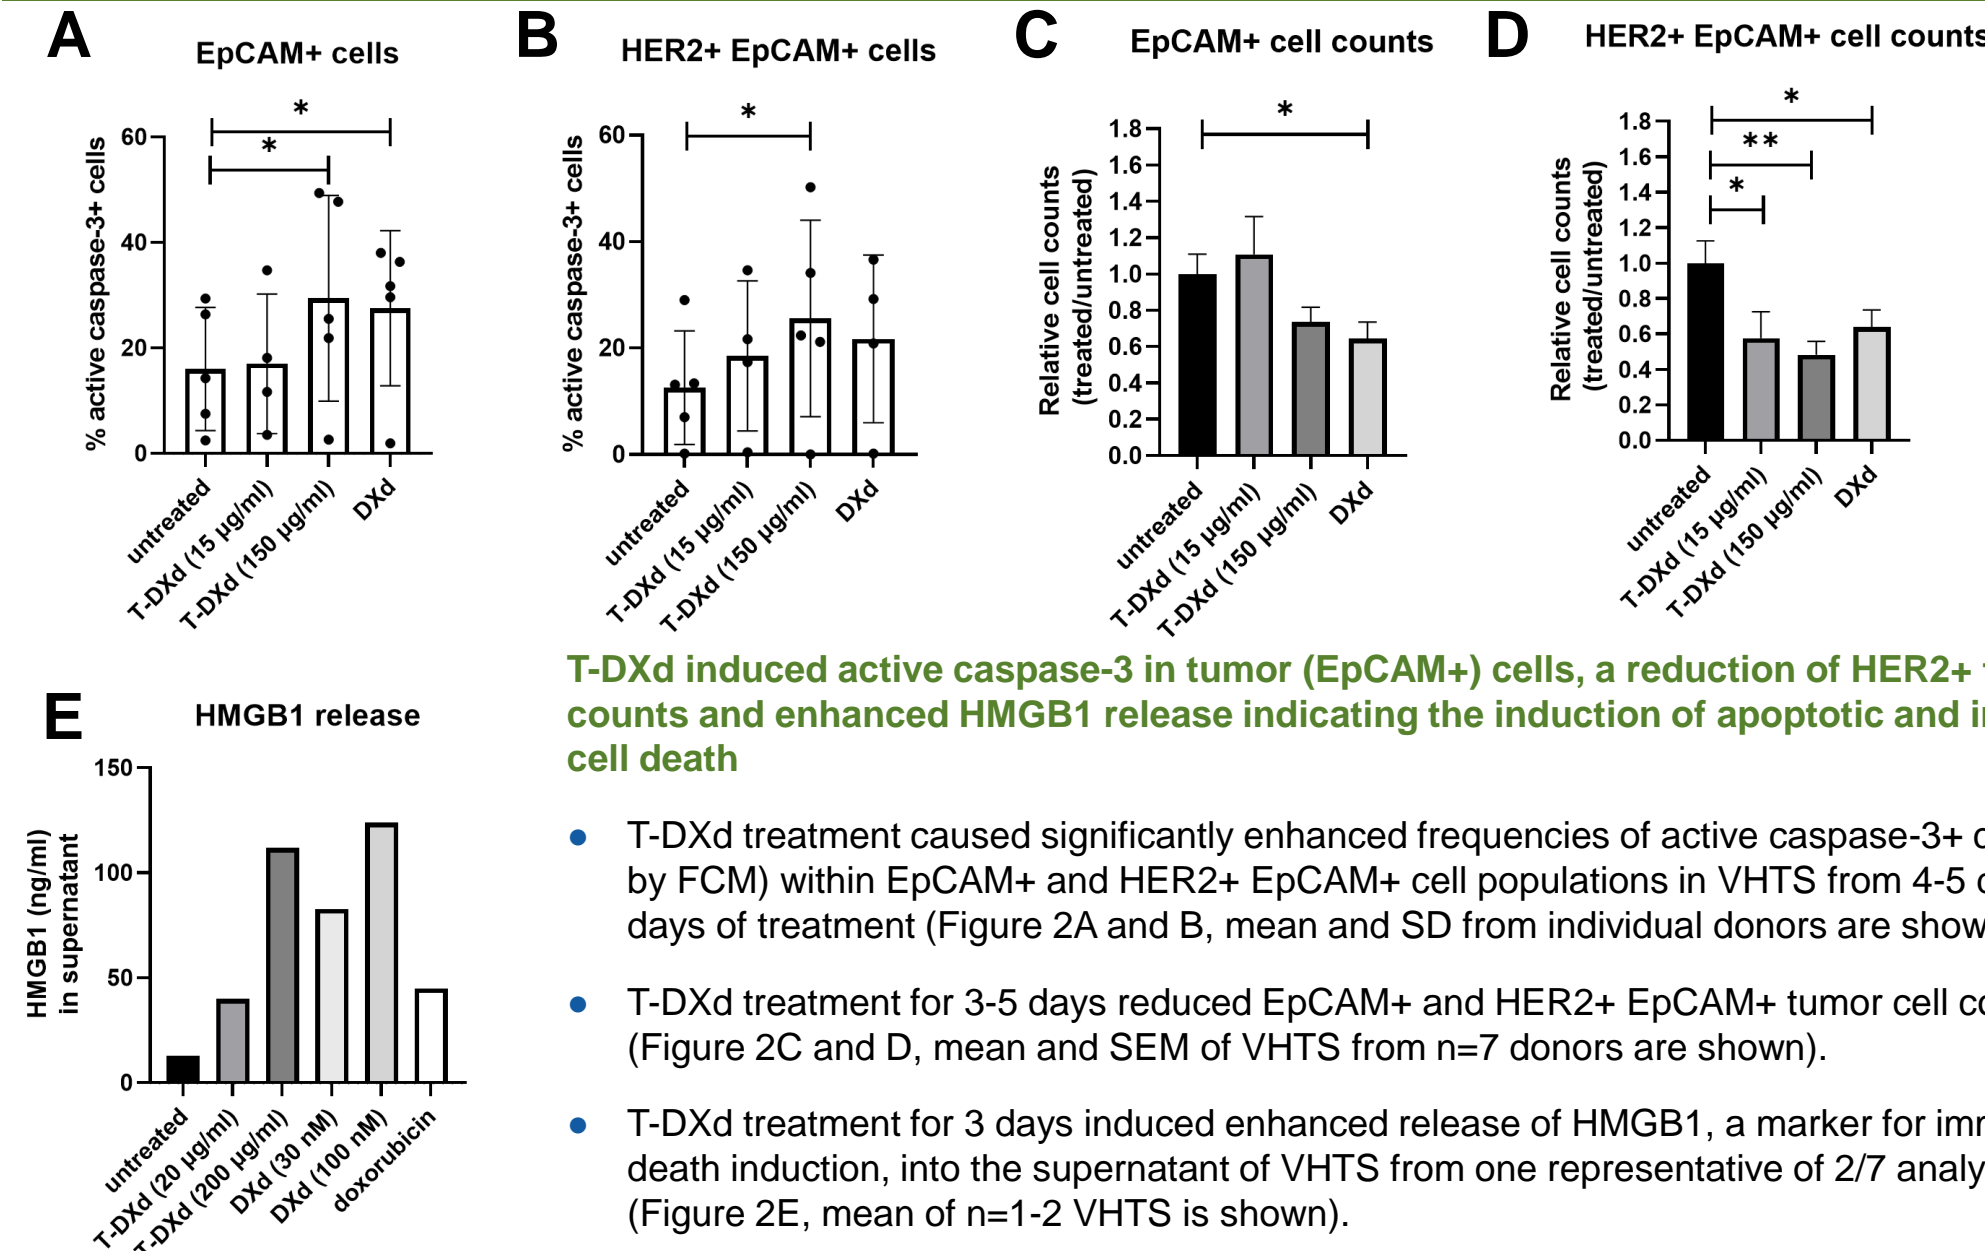 A
EpCAM+ cells
*
*
% active caspase-3+ cells
60
40
20
0
untreated
T-DXd (15 µg/ml)
T-DXd (150 µg/ml)
DXd
B
HER2+ EpCAM+ cells
*
% active caspase-3+ cells
60
40
20
0
untreated
T-DXd (15 µg/ml)
T-DXd (150 µg/ml)
DXd
C
EpCAM+ cell counts
*
Relative cell counts
(treated/untreated)
1.8
1.6
1.4
1.2
1.0
0.8
0.6
0.4
0.2
0.0
untreated
T-DXd (15 µg/ml)
T-DXd (150 µg/ml)
DXd
D
HER2+ EpCAM+ cell counts
*
**
*
Relative cell counts
(treated/untreated)
1.8
1.6
1.4
1.2
1.0
0.8
0.6
0.4
0.2
0.0
untreated
T-DXd (15 µg/ml)
T-DXd (150 µg/ml)
DXd
E
HMGB1 release
HMGB1 (ng/ml)
in supernatant
150
100
50
0
untreated
T-DXd (20 µg/ml)
T-DXd (200 µg/ml)
DXd (30 nM)
DXd (100 nM)
doxorubicin
T-DXd induced active caspase-3 in tumor (EpCAM+) cells, a reduction of HER2+
counts and enhanced HMGB1 release indicating the induction of apoptotic and
cell death
• T-DXd treatment caused significantly enhanced frequencies of active caspase-3+
by FCM) within EpCAM+ and HER2+ EpCAM+ cell populations in VHTS from 4-5
days of treatment (Figure 2A and B, mean and SD from individual donors are
• T-DXd treatment for 3-5 days reduced EpCAM+ and HER2+ EpCAM+ tumor cell
(Figure 2C and D, mean and SEM of VHTS from n=7 donors are shown).
• T-DXd treatment for 3 days induced enhanced release of HMGB1, a marker for
death induction, into the supernatant of VHTS from one representative of 2/7
(Figure 2E, mean of n=1-2 VHTS is shown).